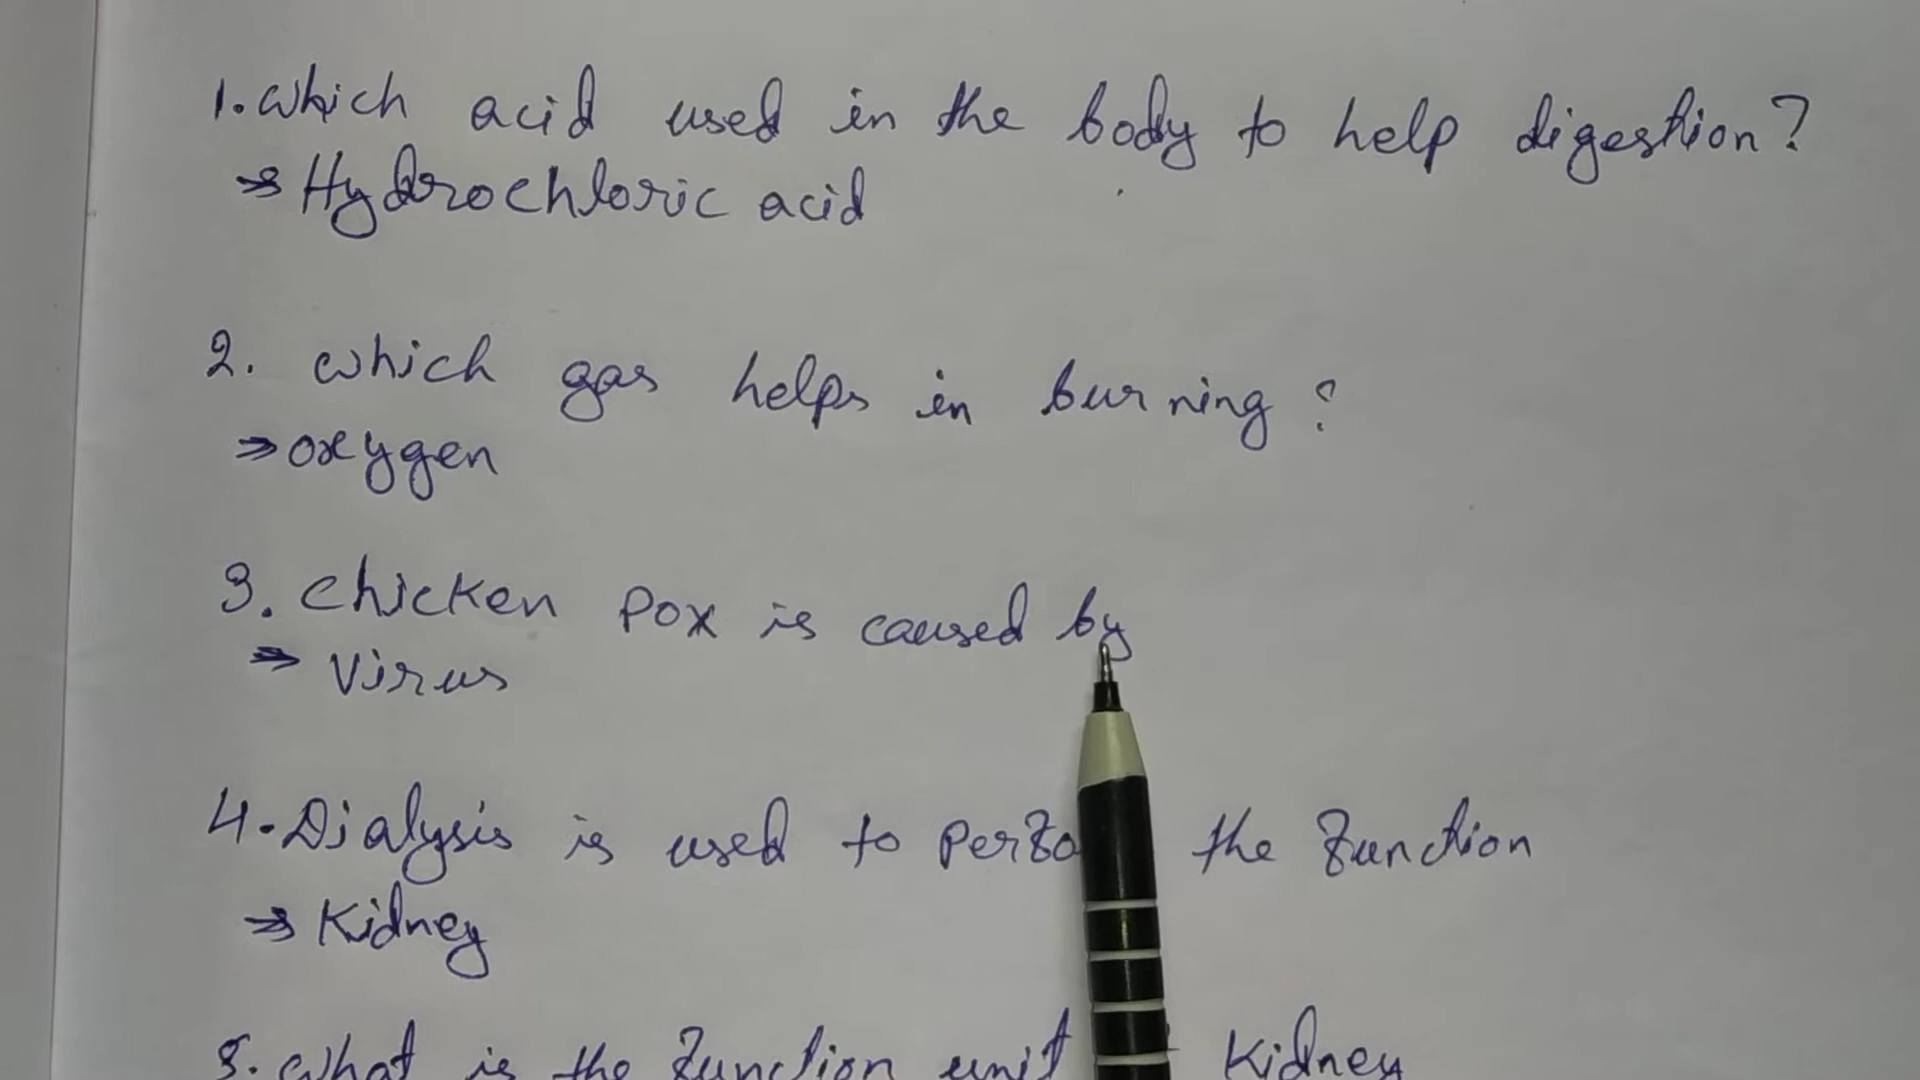 1. Which acid used in the body to help digestion?
⇒ Hydrochloric acid
2. Which gas helps in burning?
⇒ oxygen
3. Chicken Pox is caused by
⇒ Virus
4. Dialysis is used to the function
⇒ Kidney
5. What is the function unit Kidney